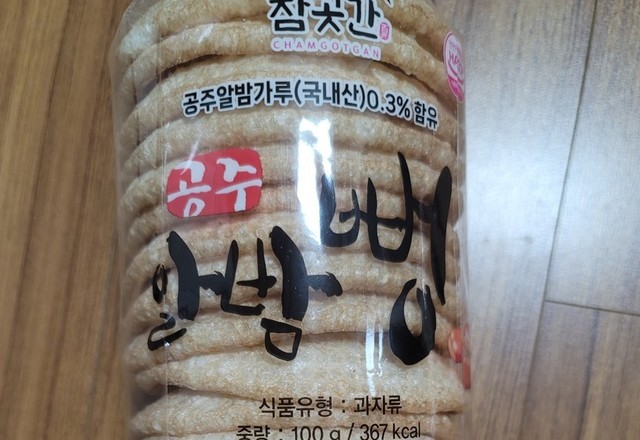 참곳간
CHAMGOTGAN
공주알밤가루(국내산)0.3% 함유
공주
알밤뻥
식품유형 : 과자류
중량 : 100 g / 367 kcal